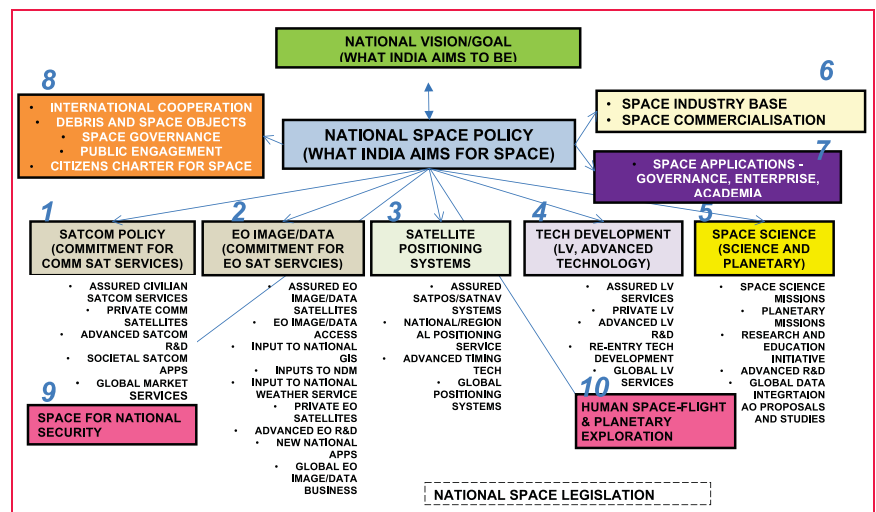 NATIONAL VISION/GOAL
(WHAT INDIA AIMS TO BE)
8
• INTERNATIONAL COOPERATION
• DEBRIS AND SPACE OBJECTS
• SPACE GOVERNANCE
• PUBLIC ENGAGEMENT
• CITIZENS CHARTER FOR SPACE
NATIONAL SPACE POLICY
(WHAT INDIA AIMS FOR SPACE)
6
• SPACE INDUSTRY BASE
• SPACE COMMERCIALISATION
7
• SPACE APPLICATIONS -
GOVERNANCE, ENTERPRISE,
ACADEMIA
1
SATCOM POLICY
(COMMITMENT FOR
COMM SAT SERVICES)
• ASSURED CIVILIAN
SATCOM SERVICES
• PRIVATE COMM
SATELLITES
• ADVANCED SATCOM
R&D
• SOCIETAL SATCOM
APPS
• GLOBAL MARKET
SERVICES
2
EO IMAGE/DATA
(COMMITMENT FOR
EO SAT SERVCIES)
• ASSURED EO
IMAGE/DATA
SATELLITES
• EO IMAGE/DATA
ACCESS
• INPUT TO NATIONAL
GIS
• INPUTS TO NDM
• INPUT TO NATIONAL
WEATHER SERVICE
• PRIVATE EO
SATELLITES
• ADVANCED EO R&D
• NEW NATIONAL
APPS
• GLOBAL EO
IMAGE/DATA
BUSINESS
3
SATELLITE
POSITIONING
SYSTEMS
• ASSURED
SATPOS/SATNAV
SYSTEMS
• NATIONAL/REGION
AL POSITIONING
SERVICE
• ADVANCED TIMING
TECH
• GLOBAL
POSITIONING
SYSTEMS
4
TECH DEVELOPMENT
(LV, ADVANCED
TECHNOLOGY)
• ASSURED LV
SERVICES
• PRIVATE LV
• ADVANCED LV
R&D
• RE-ENTRY TECH
DEVELOPMENT
• GLOBAL LV
SERVICES
5
SPACE SCIENCE
(SCIENCE AND
PLANETARY)
• SPACE SCIENCE
MISSIONS
• PLANETARY
MISSIONS
• RESEARCH AND
EDUCATION
INITIATIVE
• ADVANCED R&D
• GLOBAL DATA
INTEGRTAION
AO PROPOSALS
AND STUDIES
9
SPACE FOR NATIONAL
SECURITY
10
HUMAN SPACE-FLIGHT
& PLANETARY
EXPLORATION
NATIONAL SPACE LEGISLATION